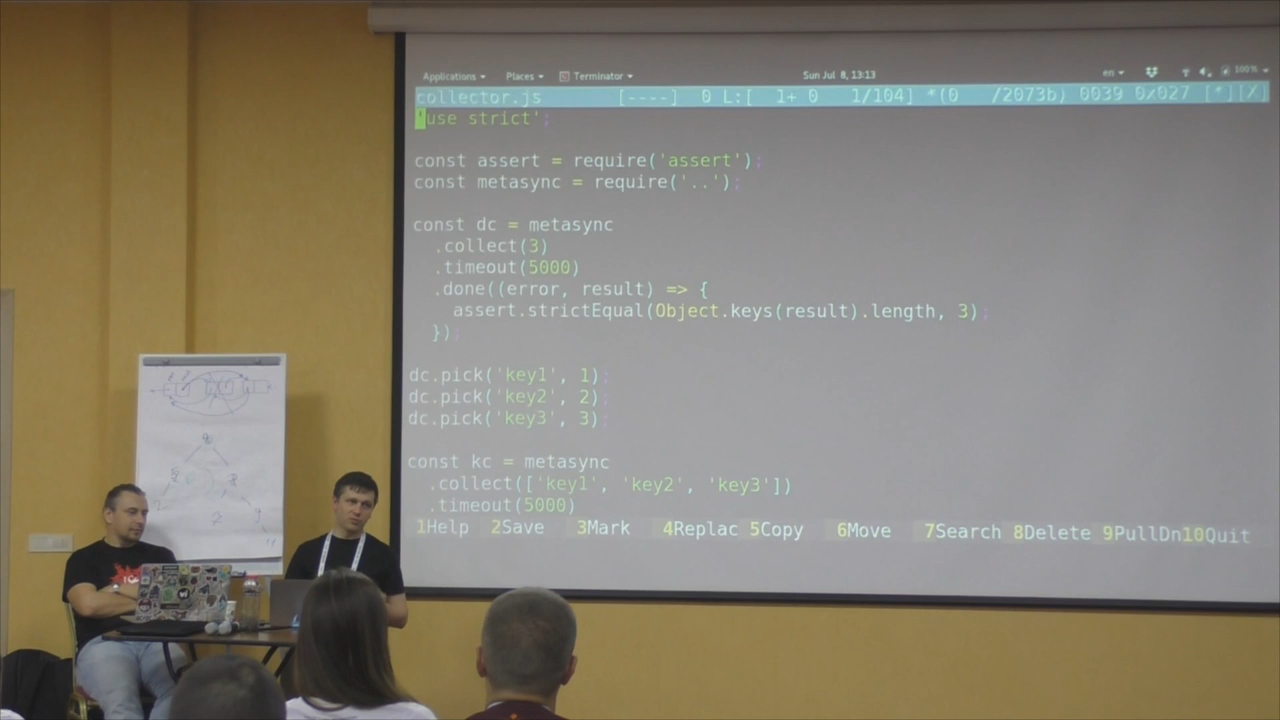 Applications Places Terminator Sun Jul 8, 13:13 en 100%
collector.js [----] 0 L:[ 1+ 0 1/104] *(0 /2073b) 0039 0x027 [*][X]
'use strict';
const assert = require('assert');
const metasync = require('..');
const dc = metasync
.collect(3)
.timeout(5000)
.done((error, result) => {
assert.strictEqual(Object.keys(result).length, 3);
});
dc.pick('key1', 1);
dc.pick('key2', 2);
dc.pick('key3', 3);
const kc = metasync
.collect(['key1', 'key2', 'key3'])
.timeout(5000)
1Help 2Save 3Mark 4Replac 5Copy 6Move 7Search 8Delete 9PullDn 10Quit